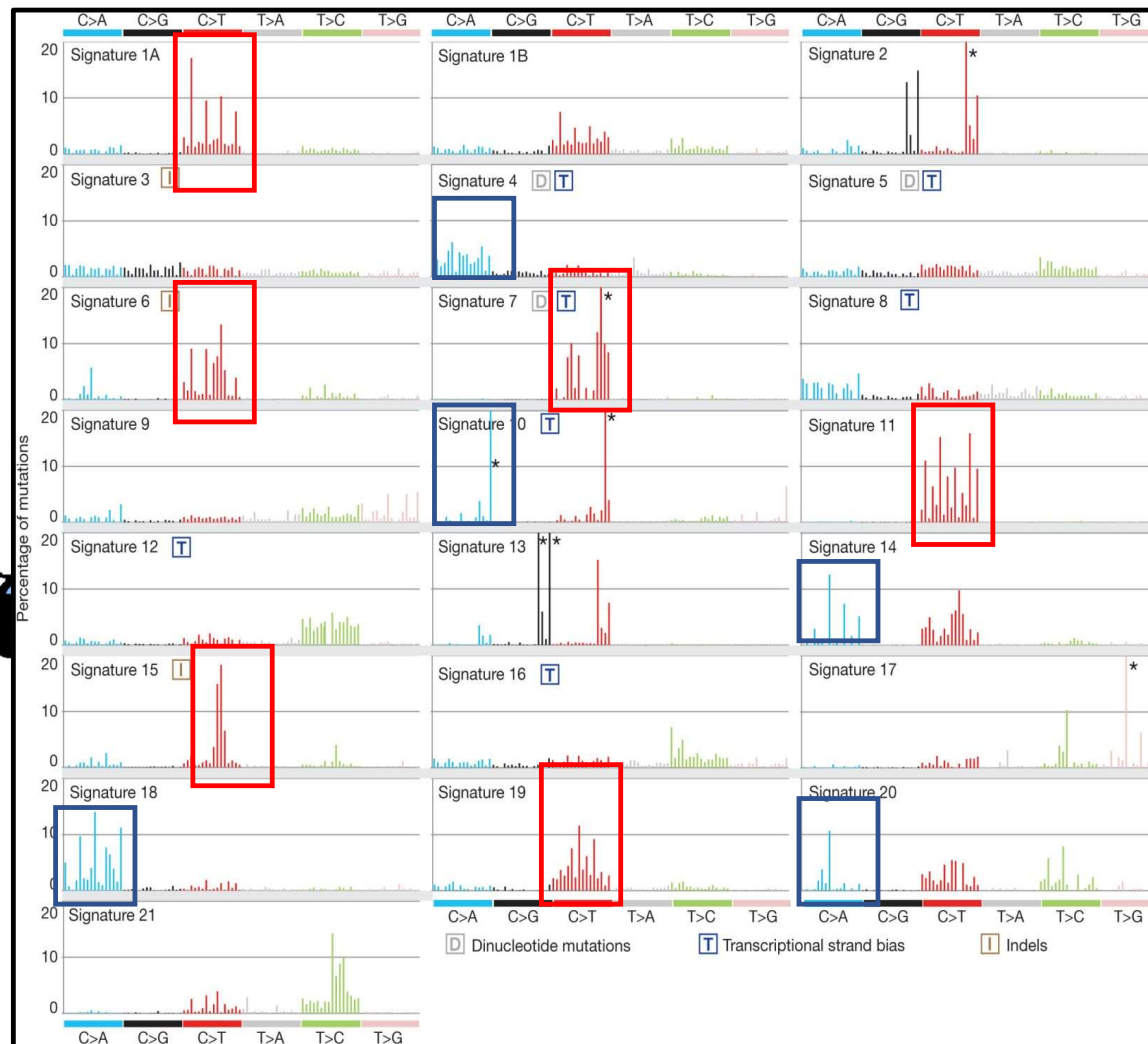 C>A C>G C>T T>A T>C T>G C>A C>G C>T T>A T>C T>G C>A C>G C>T T>A T>C T>G
Percentage of mutations
20 Signature 1A Signature 1B Signature 2 *
10
0
20 Signature 3 I Signature 4 D T Signature 5 D T
10
0
20 Signature 6 I Signature 7 D T * Signature 8 T
10
0
20 Signature 9 Signature 10 T * Signature 11
10 *
0
20 Signature 12 T Signature 13 * * Signature 14
10
0
20 Signature 15 I Signature 16 T Signature 17 *
10
0
20 Signature 18 Signature 19 Signature 20
10
0
C>A C>G C>T T>A T>C T>G C>A C>G C>T T>A T>C T>G
20 Signature 21
D Dinucleotide mutations T Transcriptional strand bias I Indels
10
0
C>A C>G C>T T>A T>C T>G